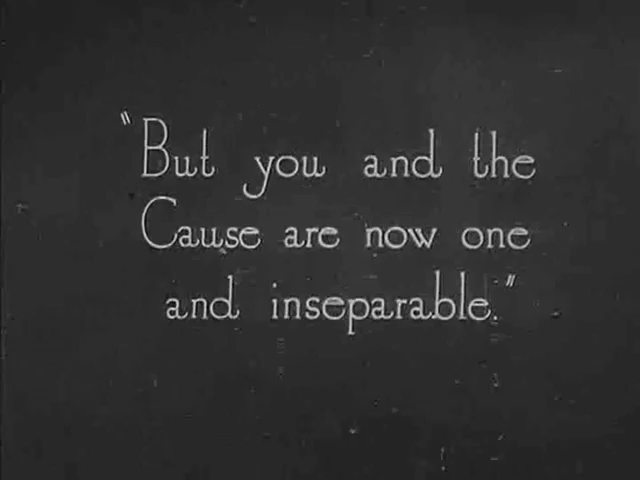 "But you and the
Cause are now one
and inseparable."